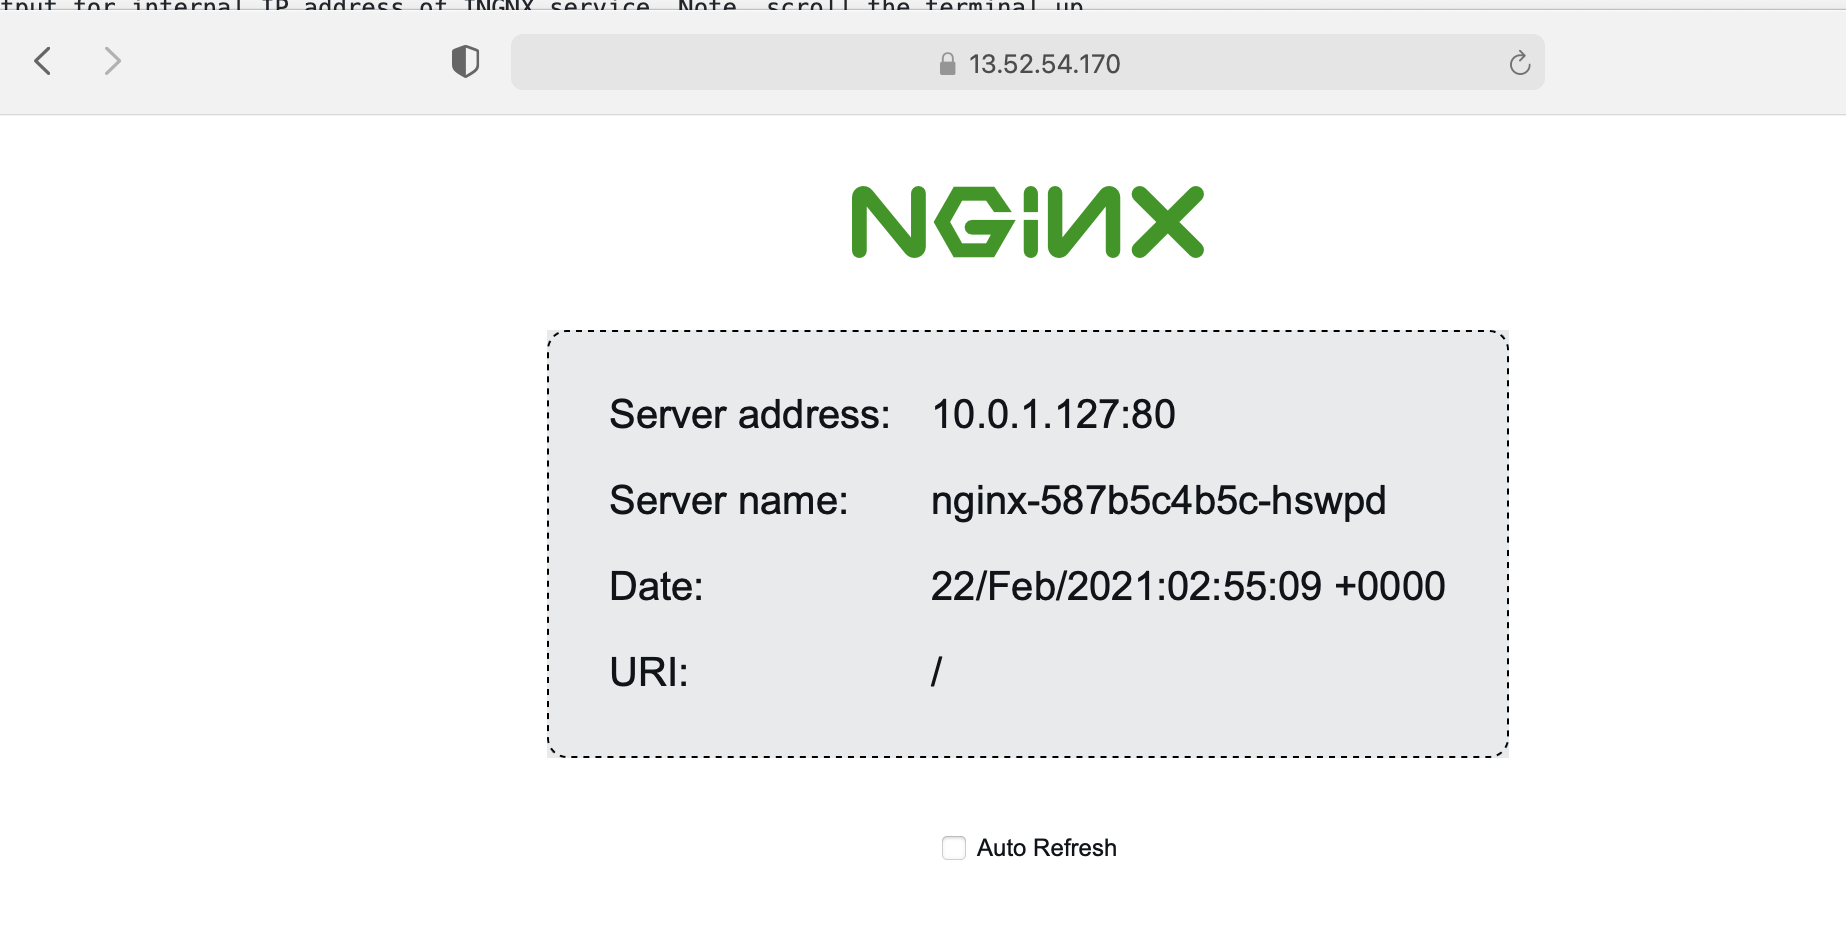 tput for internal IP address of INGNX service. Note, scroll the terminal up
13.52.54.170
NGINX
Server address: 10.0.1.127:80
Server name: nginx-587b5c4b5c-hswpd
Date: 22/Feb/2021:02:55:09 +0000
URI: /
Auto Refresh